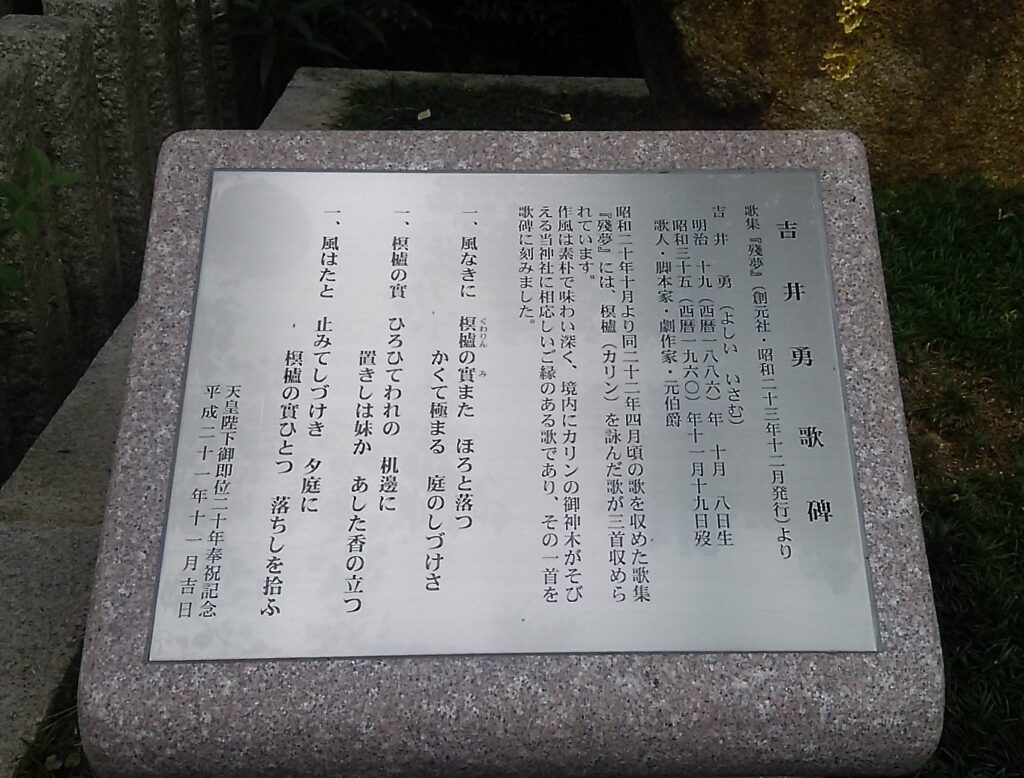 吉井勇歌碑
歌集『殘夢』（創元社・昭和二十三年十二月発行）より
吉井 勇（よしい いさむ）
明治 十九（西暦一八八六）年 十月 八日生
昭和三十五（西暦一九六〇）年十一月十九日歿
歌人・脚本家・劇作家・元伯爵
昭和二十年十月より同二十二年四月頃の歌を収めた歌集
『殘夢』には、榠樝（カリン）を詠んだ歌が三首収めら
れています。
作風は素朴で味わい深く、境内にカリンの御神木がそび
える当神社に相応しいご縁のある歌であり、その一首を
歌碑に刻みました。
一、風なきに 榠樝の實また ほろと落つ
くわりん み
かくて極まる 庭のしづけさ
一、榠樝の實 ひろひてわれの 机邊に
置きしは妹か あした香の立つ
一、風はたと 止みてしづけき 夕庭に
榠樝の實ひとつ 落ちしを拾ふ
天皇陛下御即位二十年奉祝記念
平成二十一年十一月吉日